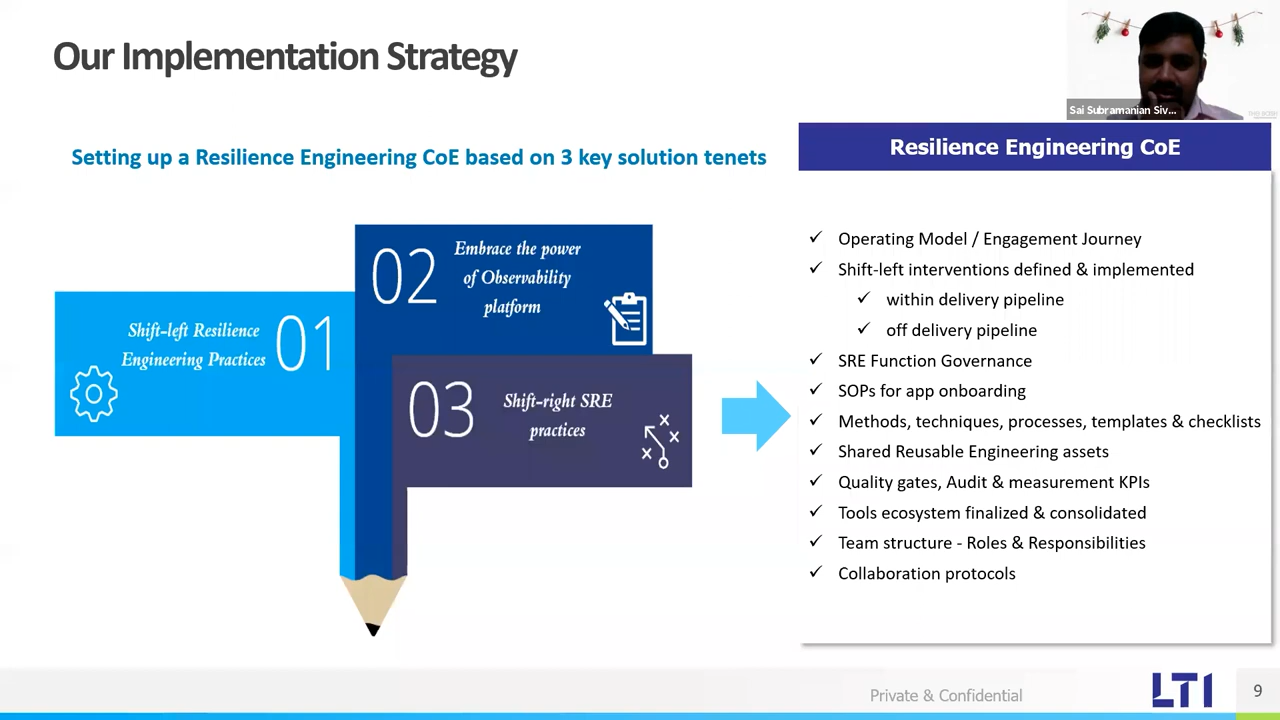 Our Implementation Strategy
Sai Subramanian Siv...
Setting up a Resilience Engineering CoE based on 3 key solution tenets
Resilience Engineering CoE
01
Shift-left Resilience
Engineering Practices
02
Embrace the power
of Observability
platform
03
Shift-right SRE
practices
✓ Operating Model / Engagement Journey
✓ Shift-left interventions defined & implemented
✓ within delivery pipeline
✓ off delivery pipeline
✓ SRE Function Governance
✓ SOPs for app onboarding
✓ Methods, techniques, processes, templates & checklists
✓ Shared Reusable Engineering assets
✓ Quality gates, Audit & measurement KPIs
✓ Tools ecosystem finalized & consolidated
✓ Team structure - Roles & Responsibilities
✓ Collaboration protocols
Private & Confidential
LTI
9